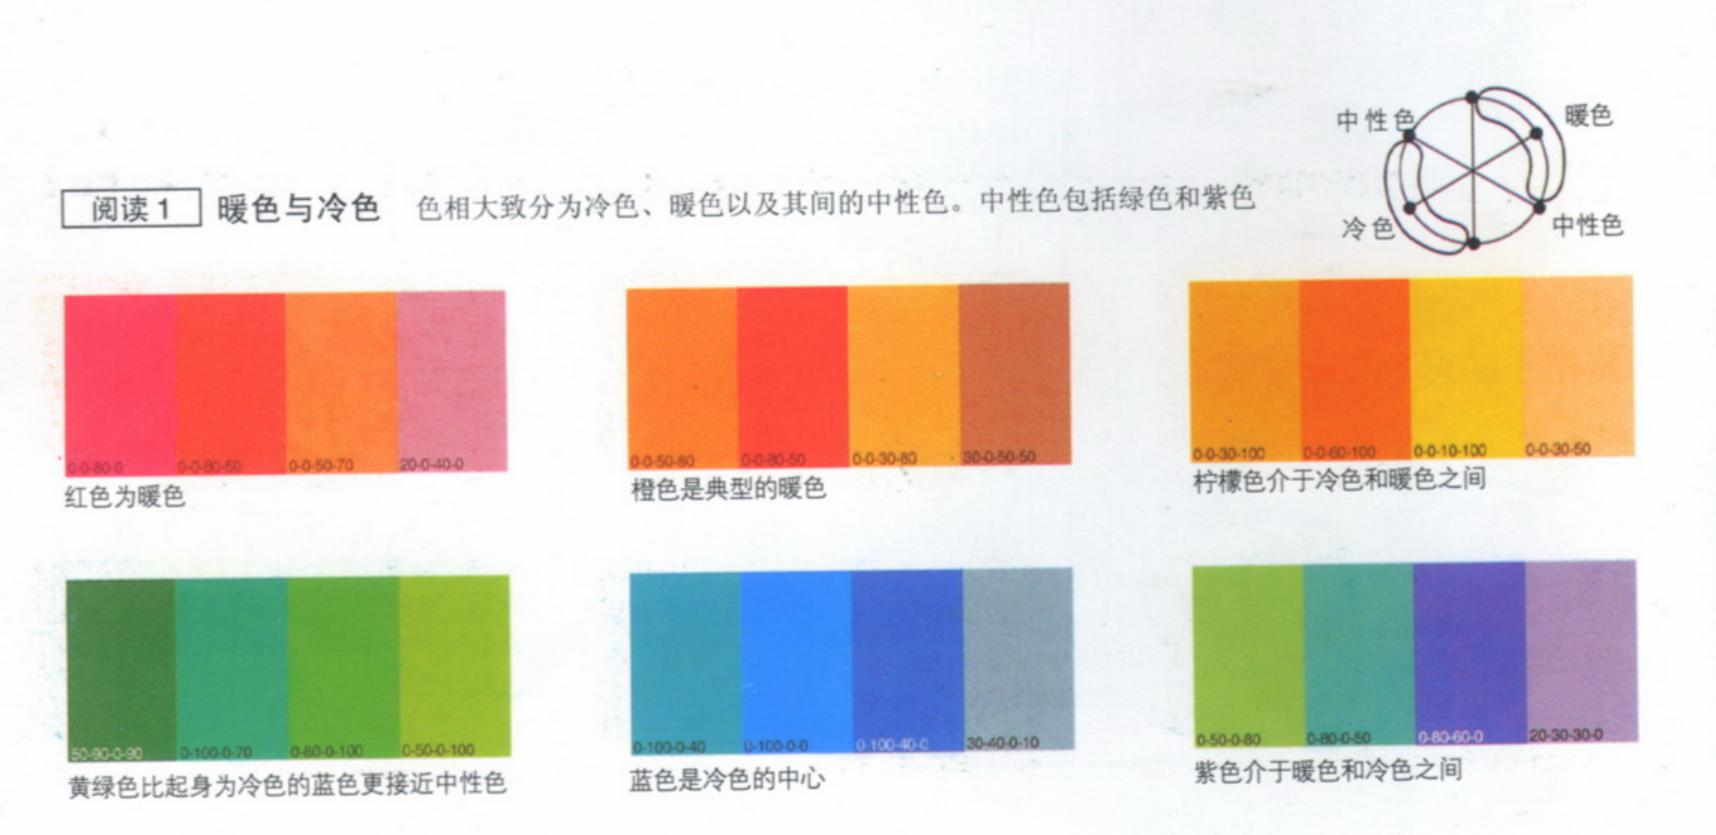 中性色
暖色
阅读 1 暖色与冷色 色相大致分为冷色、暖色以及其间的中性色。中性色包括绿色和紫色
冷色
中性色
0-0-80-0 0-0-80-50 0-0-50-70 20-0-40-0
0-0-50-80 0-0-80-50 0-0-30-80 30-0-50-50
0-0-30-100 0-0-60-100 0-0-10-100 0-0-30-50
红色为暖色
橙色是典型的暖色
柠檬色介于冷色和暖色之间
50-90-0-90 0-100-0-70 0-80-0-100 0-50-0-100
0-100-0-40 0-100-0-0 0-100-40-0 30-40-0-10
0-50-0-80 0-80-0-50 0-80-60-0 20-30-30-0
黄绿色比起身为冷色的蓝色更接近中性色
蓝色是冷色的中心
紫色介于暖色和冷色之间